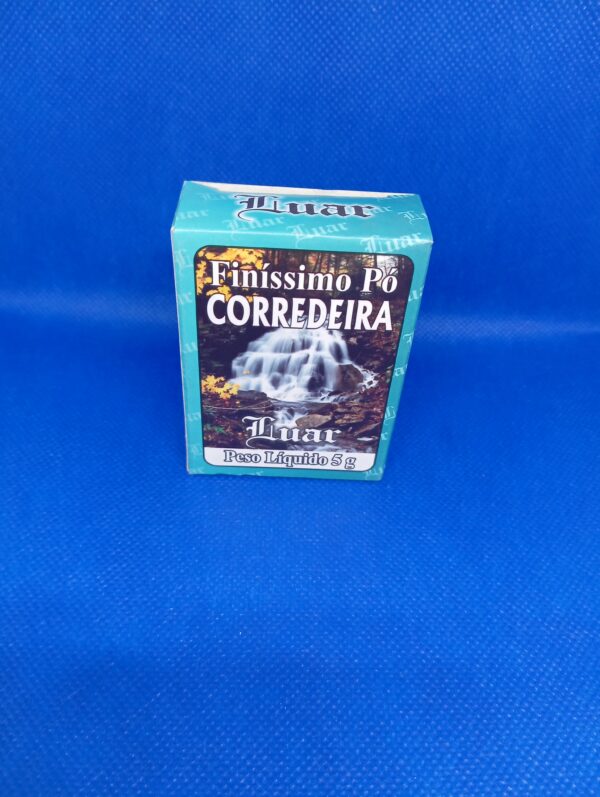 Luar
Finíssimo Pó
CORREDEIRA
Luar
Peso Líquido 5 g